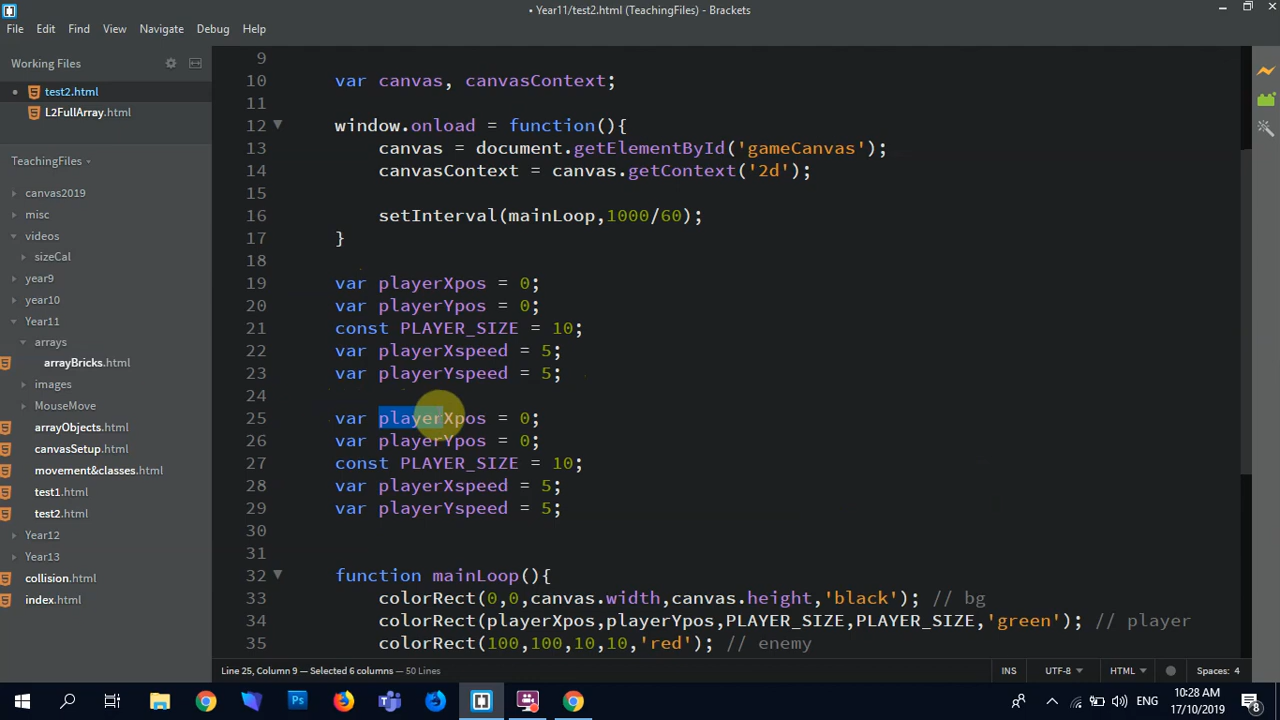 • Year11/test2.html (TeachingFiles) - Brackets
File Edit Find View Navigate Debug Help
Working Files
test2.html
L2FullArray.html
TeachingFiles
canvas2019
misc
videos
sizeCal
year9
year10
Year11
arrays
arrayBricks.html
images
MouseMove
arrayObjects.html
canvasSetup.html
movement&classes.html
test1.html
test2.html
Year12
Year13
collision.html
index.html
9
10 var canvas, canvasContext;
11
12 window.onload = function(){
13 canvas = document.getElementById('gameCanvas');
14 canvasContext = canvas.getContext('2d');
15
16 setInterval(mainLoop,1000/60);
17 }
18
19 var playerXpos = 0;
20 var playerYpos = 0;
21 const PLAYER_SIZE = 10;
22 var playerXspeed = 5;
23 var playerYspeed = 5;
24
25 var playerXpos = 0;
26 var playerYpos = 0;
27 const PLAYER_SIZE = 10;
28 var playerXspeed = 5;
29 var playerYspeed = 5;
30
31
32 function mainLoop(){
33 colorRect(0,0,canvas.width,canvas.height,'black'); // bg
34 colorRect(playerXpos,playerYpos,PLAYER_SIZE,PLAYER_SIZE,'green'); // player
35 colorRect(100,100,10,10,'red'); // enemy
Line 25, Column 9 — Selected 6 columns — 50 Lines
INS UTF-8 HTML Spaces: 4
ENG
10:28 AM
17/10/2019
8